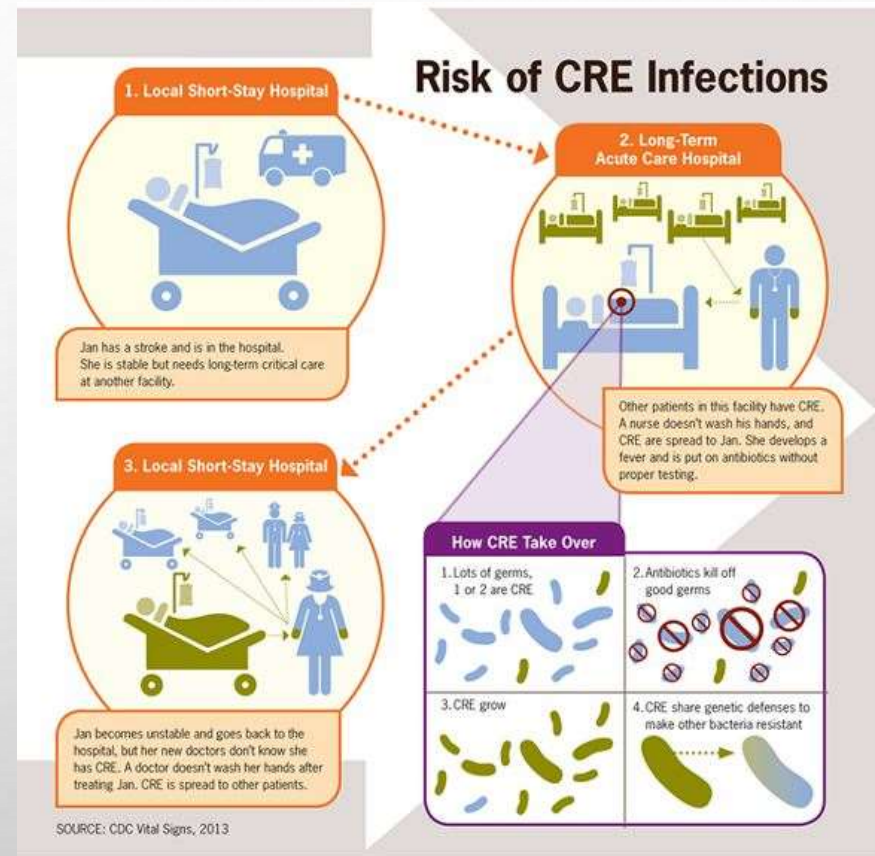 Risk of CRE Infections
1. Local Short-Stay Hospital
Jan has a stroke and is in the hospital.
She is stable but needs long-term critical care
at another facility.
2. Long-Term
Acute Care Hospital
Other patients in this facility have CRE.
A nurse doesn't wash his hands, and
CRE are spread to Jan. She develops a
fever and is put on antibiotics without
proper testing.
3. Local Short-Stay Hospital
Jan becomes unstable and goes back to the
hospital, but her new doctors don't know she
has CRE. A doctor doesn't wash her hands after
treating Jan. CRE is spread to other patients.
How CRE Take Over
1. Lots of germs,
1 or 2 are CRE
2. Antibiotics kill off
good germs
3. CRE grow
4. CRE share genetic defenses to
make other bacteria resistant
SOURCE: CDC Vital Signs, 2013